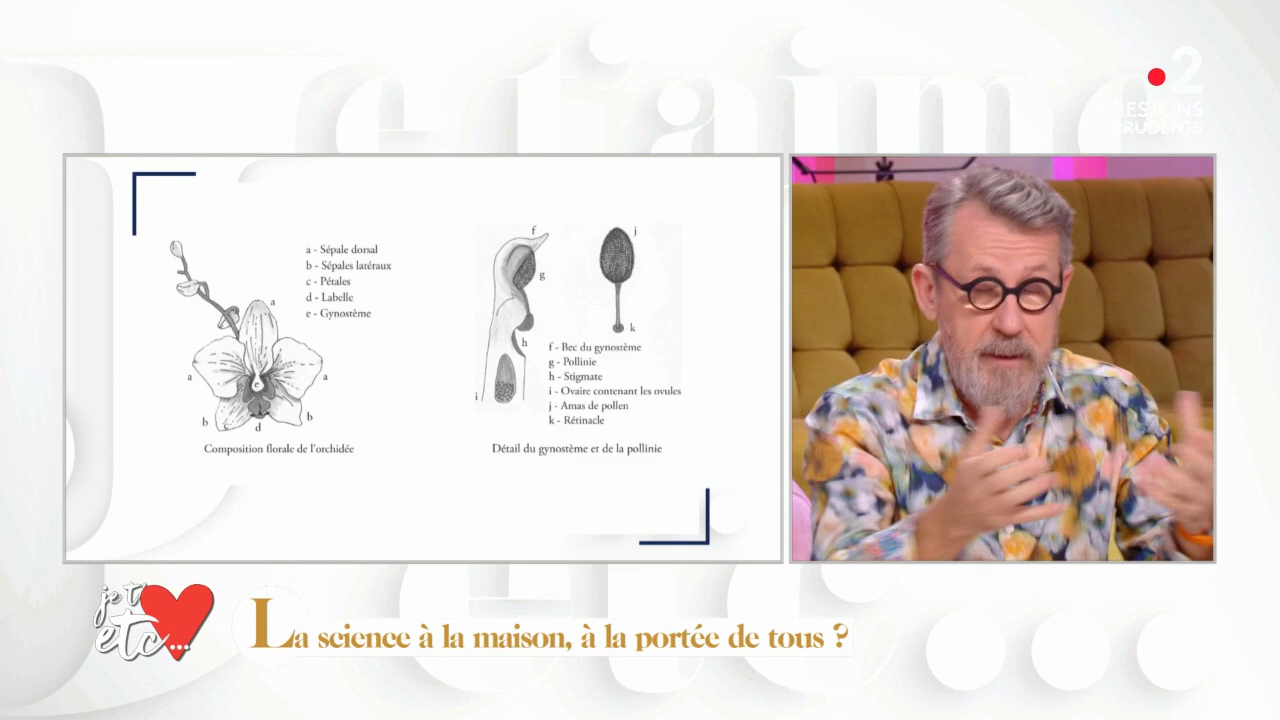 Je t'aime
2
RESTONS
PRUDENTS
a - Sépale dorsal
b - Sépales latéraux
c - Pétales
d - Labelle
e - Gynostème
a
a
a
b
b
c
d
Composition florale de l'orchidée
f
g
h
i
j
k
f - Bec du gynostème
g - Pollinie
h - Stigmate
i - Ovaire contenant les ovules
j - Amas de pollen
k - Rétinacle
Détail du gynostème et de la pollinie
etc...
je t'
etc...
La science à la maison, à la portée de tous ?